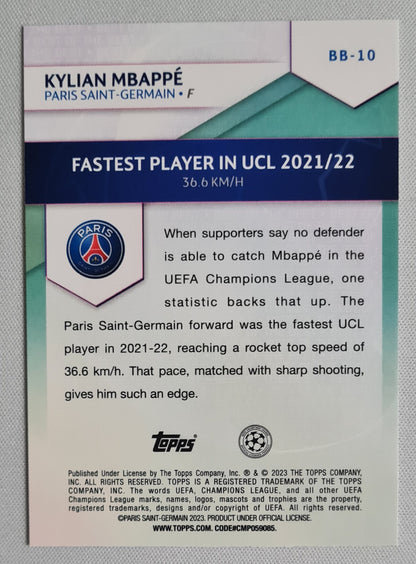 BB-10
KYLIAN MBAPPÉ
PARIS SAINT-GERMAIN • F
FASTEST PLAYER IN UCL 2021/22
36.6 KM/H
PARIS
SAINT-GERMAIN
When supporters say no defender
is able to catch Mbappé in the
UEFA Champions League, one
statistic backs that up. The
Paris Saint-Germain forward was the fastest UCL
player in 2021-22, reaching a rocket top speed of
36.6 km/h. That pace, matched with sharp shooting,
gives him such an edge.
Topps
Published Under License by The Topps Company, Inc. ® & © 2023 THE TOPPS COMPANY,
INC. ALL RIGHTS RESERVED. TOPPS IS A REGISTERED TRADEMARK OF THE TOPPS
COMPANY, INC. The words UEFA, CHAMPIONS LEAGUE, and all other UEFA
Champions League marks, names, logos, mascots and trophies are the property,
registered trademarks, designs and/or copyright of UEFA. All rights reserved.
©PARIS SAINT-GERMAIN 2023. PRODUCT UNDER OFFICIAL LICENSE.
WWW.TOPPS.COM. CODE#CMP059085.